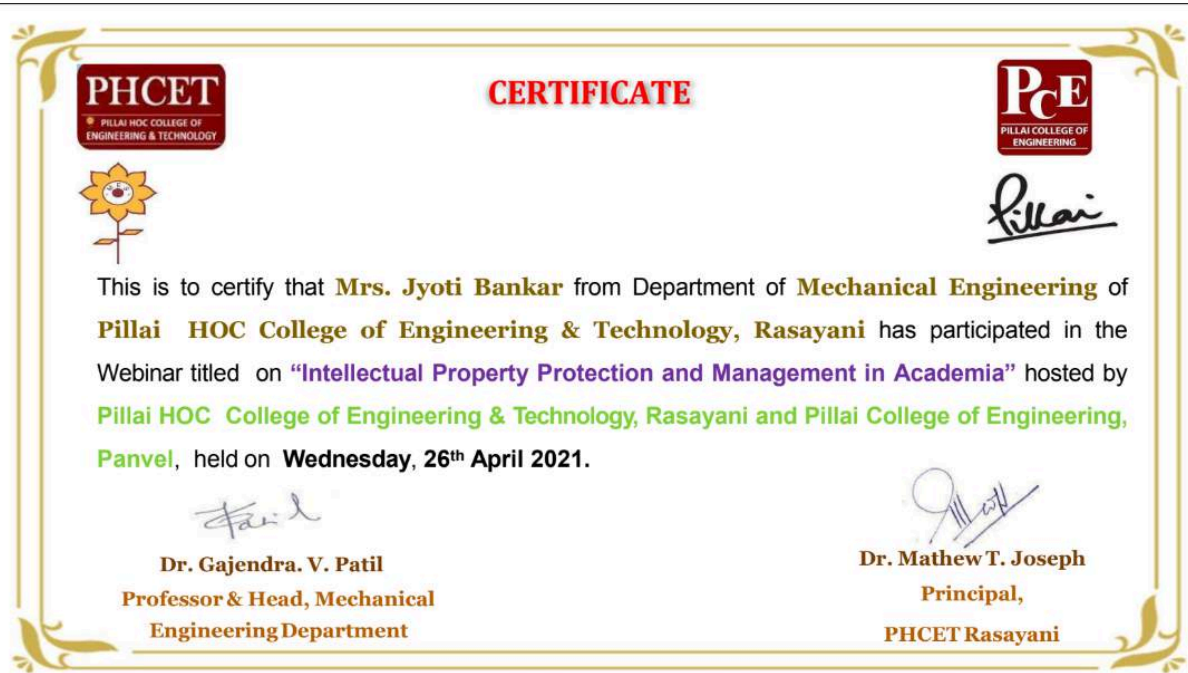 PHCET
PILLAI HOC COLLEGE OF
ENGINEERING & TECHNOLOGY
CERTIFICATE
PCE
PILLAI COLLEGE OF
ENGINEERING
M.E.S
Pillai
This is to certify that Mrs. Jyoti Bankar from Department of Mechanical Engineering of
Pillai HOC College of Engineering & Technology, Rasayani has participated in the
Webinar titled on “Intellectual Property Protection and Management in Academia” hosted by
Pillai HOC College of Engineering & Technology, Rasayani and Pillai College of Engineering,
Panvel, held on Wednesday, 26th April 2021.
Dr. Gajendra. V. Patil
Professor & Head, Mechanical
Engineering Department
Dr. Mathew T. Joseph
Principal,
PHCET Rasayani